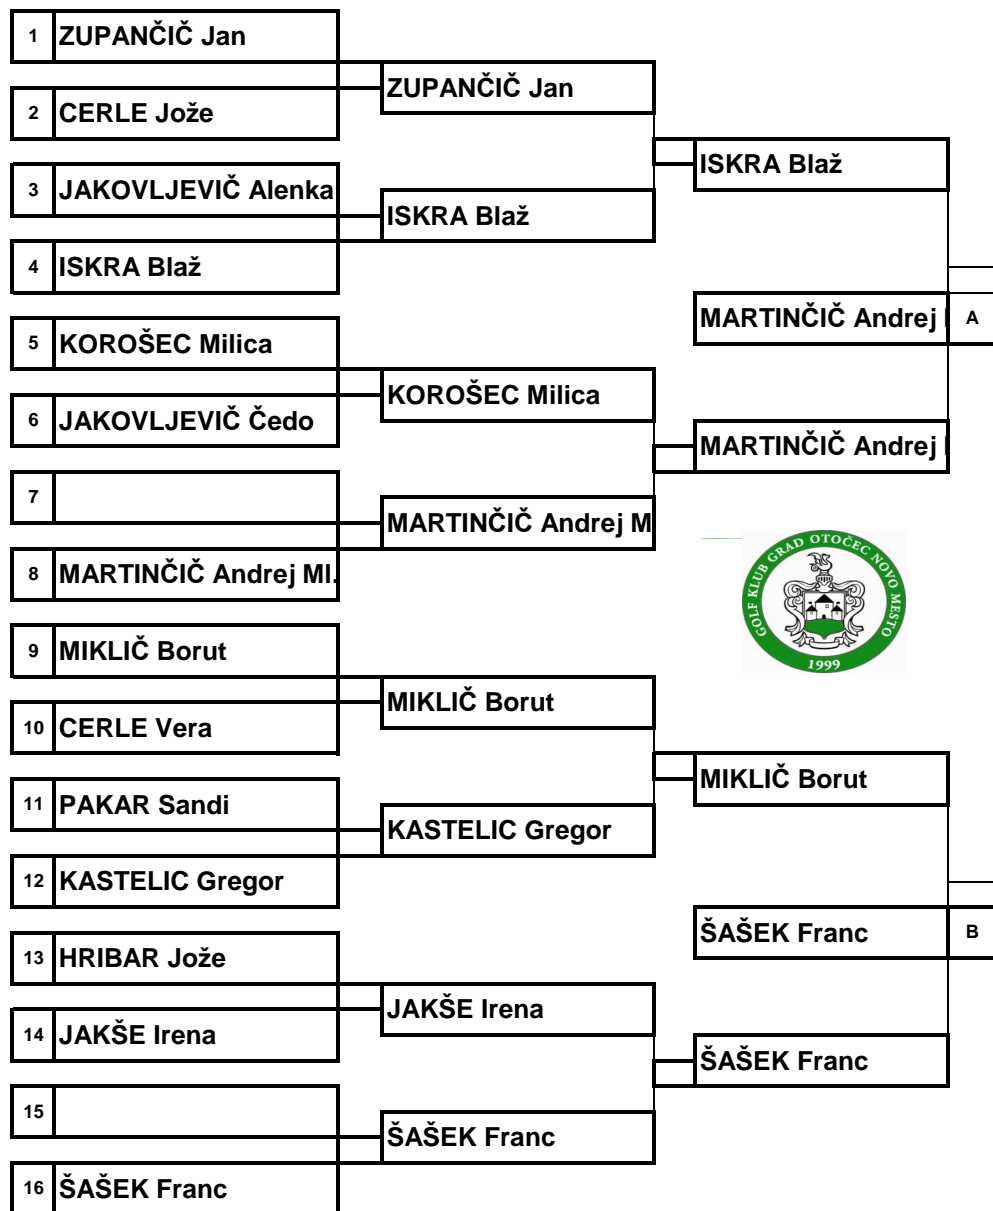 1 ZUPANČIČ Jan
2 CERLE Jože
3 JAKOVLJEVIČ Alenka
4 ISKRA Blaž
5 KOROŠEC Milica
6 JAKOVLJEVIČ Čedo
7
8 MARTINČIČ Andrej Ml.
9 MIKLIČ Borut
10 CERLE Vera
11 PAKAR Sandi
12 KASTELIC Gregor
13 HRIBAR Jože
14 JAKŠE Irena
15
16 ŠAŠEK Franc
ZUPANČIČ Jan
ISKRA Blaž
KOROŠEC Milica
MARTINČIČ Andrej M
MIKLIČ Borut
KASTELIC Gregor
JAKŠE Irena
ŠAŠEK Franc
ISKRA Blaž
MARTINČIČ Andrej A
MARTINČIČ Andrej
GOLF KLUB GRAD OTOČEC NOVO MESTO
1999
MIKLIČ Borut
ŠAŠEK Franc B
ŠAŠEK Franc